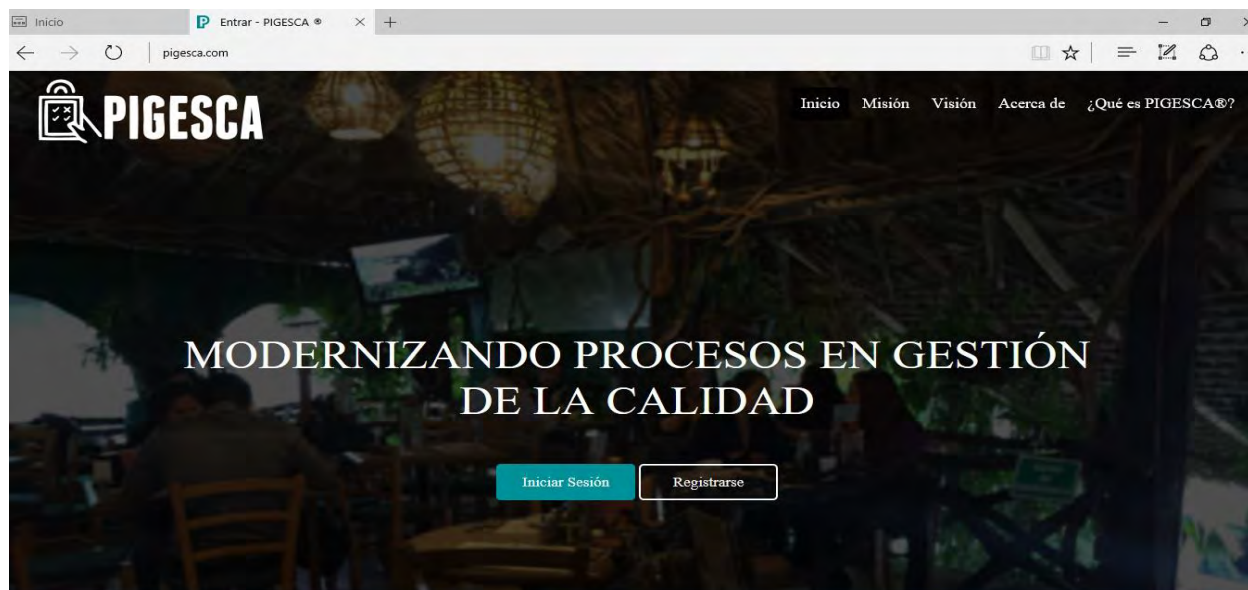 Inicio
Entrar - PIGESCA ®
pigesca.com
PIGESCA
Inicio Misión Visión Acerca de ¿Qué es PIGESCA®?
MODERNIZANDO PROCESOS EN GESTIÓN
DE LA CALIDAD
Iniciar Sesión Registrarse